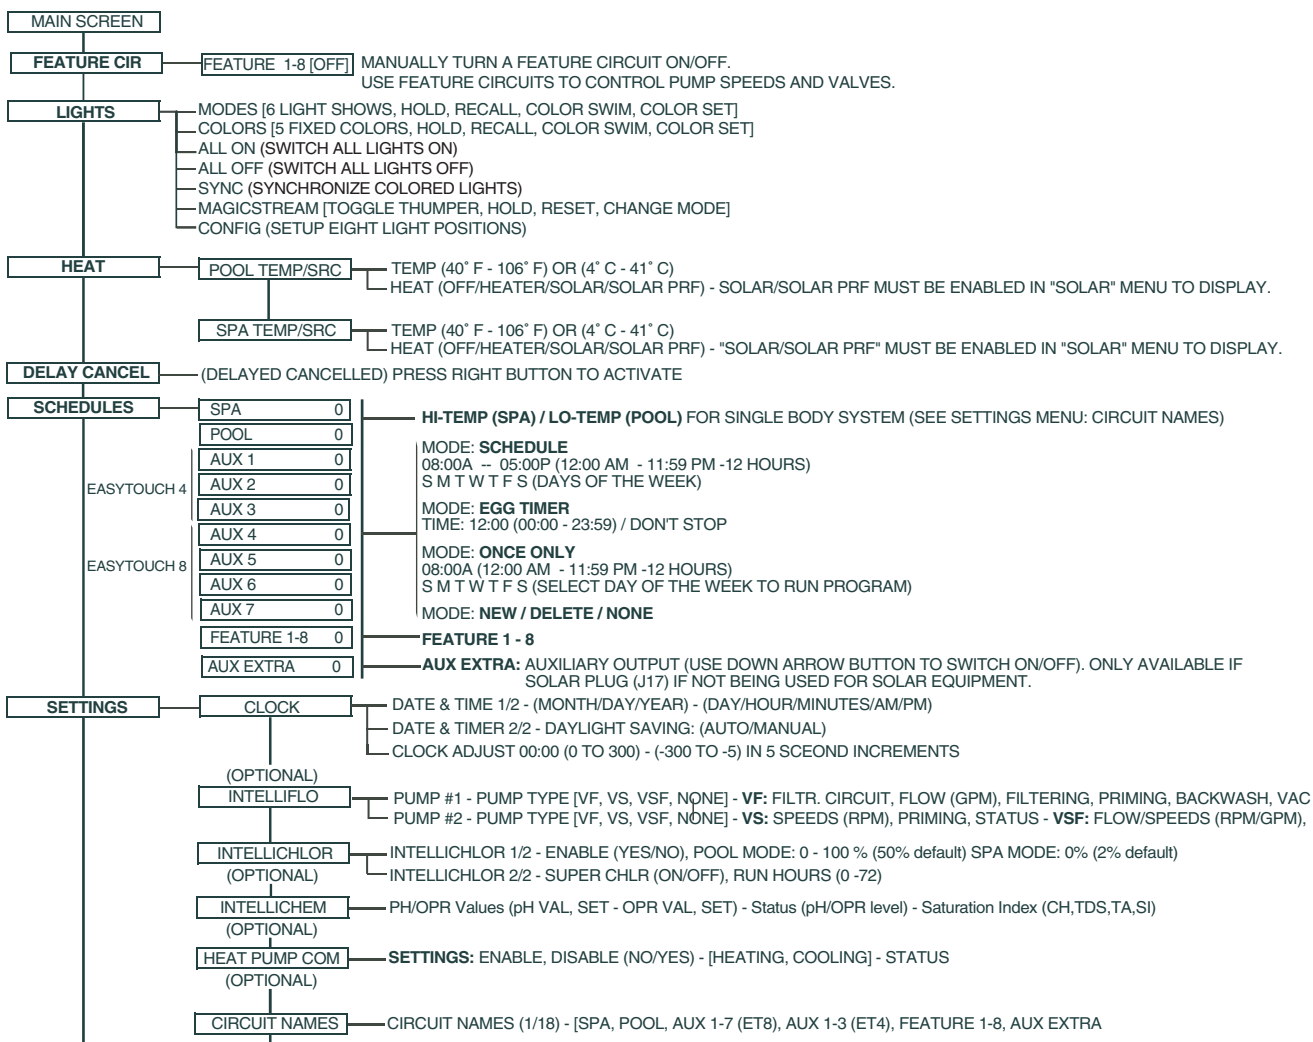 MAIN SCREEN
FEATURE CIR
FEATURE 1-8 [OFF]
MANUALLY TURN A FEATURE CIRCUIT ON/OFF.
USE FEATURE CIRCUITS TO CONTROL PUMP SPEEDS AND VALVES.
LIGHTS
MODES [6 LIGHT SHOWS, HOLD, RECALL, COLOR SWIM, COLOR SET]
COLORS [5 FIXED COLORS, HOLD, RECALL, COLOR SWIM, COLOR SET]
ALL ON (SWITCH ALL LIGHTS ON)
ALL OFF (SWITCH ALL LIGHTS OFF)
SYNC (SYNCHRONIZE COLORED LIGHTS)
MAGICSTREAM [TOGGLE THUMPER, HOLD, RESET, CHANGE MODE]
CONFIG (SETUP EIGHT LIGHT POSITIONS)
HEAT
POOL TEMP/SRC
TEMP (40˚ F - 106˚ F) OR (4˚ C - 41˚ C)
HEAT (OFF/HEATER/SOLAR/SOLAR PRF) - SOLAR/SOLAR PRF MUST BE ENABLED IN "SOLAR" MENU TO DISPLAY.
SPA TEMP/SRC
TEMP (40˚ F - 106˚ F) OR (4˚ C - 41˚ C)
HEAT (OFF/HEATER/SOLAR/SOLAR PRF) - "SOLAR/SOLAR PRF" MUST BE ENABLED IN "SOLAR" MENU TO DISPLAY.
DELAY CANCEL
(DELAYED CANCELLED) PRESS RIGHT BUTTON TO ACTIVATE
SCHEDULES
SPA 0
POOL 0
AUX 1 0
AUX 2 0
AUX 3 0
AUX 4 0
AUX 5 0
AUX 6 0
AUX 7 0
FEATURE 1-8 0
AUX EXTRA 0
EASYTOUCH 4
EASYTOUCH 8
HI-TEMP (SPA) / LO-TEMP (POOL) FOR SINGLE BODY SYSTEM (SEE SETTINGS MENU: CIRCUIT NAMES)
MODE: SCHEDULE
08:00A -- 05:00P (12:00 AM - 11:59 PM -12 HOURS)
S M T W T F S (DAYS OF THE WEEK)
MODE: EGG TIMER
TIME: 12:00 (00:00 - 23:59) / DON'T STOP
MODE: ONCE ONLY
08:00A (12:00 AM - 11:59 PM -12 HOURS)
S M T W T F S (SELECT DAY OF THE WEEK TO RUN PROGRAM)
MODE: NEW / DELETE / NONE
FEATURE 1 - 8
AUX EXTRA: AUXILIARY OUTPUT (USE DOWN ARROW BUTTON TO SWITCH ON/OFF). ONLY AVAILABLE IF
SOLAR PLUG (J17) IF NOT BEING USED FOR SOLAR EQUIPMENT.
SETTINGS
CLOCK
DATE & TIME 1/2 - (MONTH/DAY/YEAR) - (DAY/HOUR/MINUTES/AM/PM)
DATE & TIMER 2/2 - DAYLIGHT SAVING: (AUTO/MANUAL)
CLOCK ADJUST 00:00 (0 TO 300) - (-300 TO -5) IN 5 SCEOND INCREMENTS
(OPTIONAL)
INTELLIFLO
PUMP #1 - PUMP TYPE [VF, VS, VSF, NONE] - VF: FILTR. CIRCUIT, FLOW (GPM), FILTERING, PRIMING, BACKWASH, VAC
PUMP #2 - PUMP TYPE [VF, VS, VSF, NONE] - VS: SPEEDS (RPM), PRIMING, STATUS - VSF: FLOW/SPEEDS (RPM/GPM),
INTELLICHLOR
(OPTIONAL)
INTELLICHLOR 1/2 - ENABLE (YES/NO), POOL MODE: 0 - 100 % (50% default) SPA MODE: 0% (2% default)
INTELLICHLOR 2/2 - SUPER CHLR (ON/OFF), RUN HOURS (0 -72)
INTELLICHEM
(OPTIONAL)
PH/OPR Values (pH VAL, SET - OPR VAL, SET) - Status (pH/OPR level) - Saturation Index (CH,TDS,TA,SI)
HEAT PUMP COM
(OPTIONAL)
SETTINGS: ENABLE, DISABLE (NO/YES) - [HEATING, COOLING] - STATUS
CIRCUIT NAMES
CIRCUIT NAMES (1/18) - [SPA, POOL, AUX 1-7 (ET8), AUX 1-3 (ET4), FEATURE 1-8, AUX EXTRA